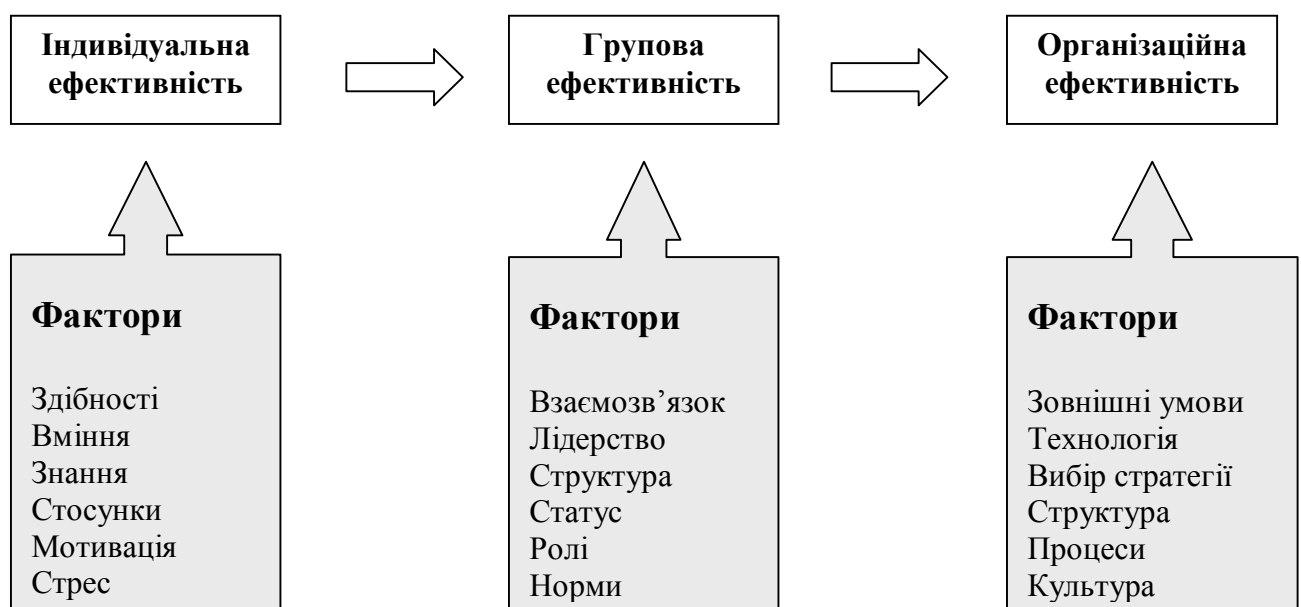 Індивідуальна
ефективність
Групова
ефективність
Організаційна
ефективність
Фактори
Здібності
Вміння
Знання
Стосунки
Мотивація
Стрес
Фактори
Взаємозв’язок
Лідерство
Структура
Статус
Ролі
Норми
Фактори
Зовнішні умови
Технологія
Вибір стратегії
Структура
Процеси
Культура